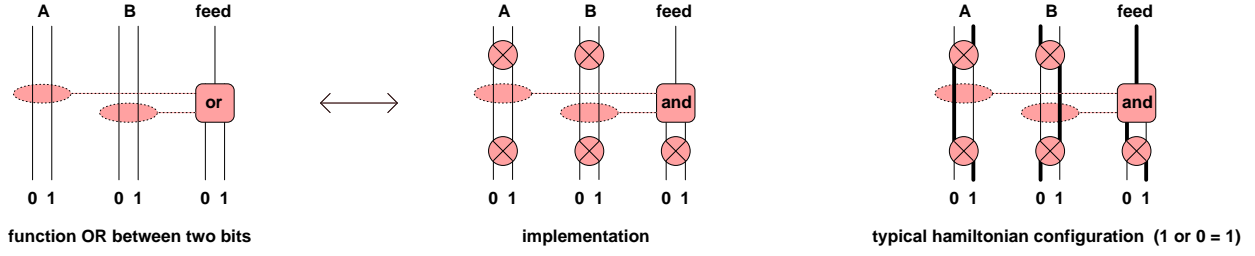 A B feed
or
0 1 0 1 0 1
function OR between two bits
A B feed
and
0 1 0 1 0 1
implementation
A B feed
and
0 1 0 1 0 1
typical hamiltonian configuration (1 or 0 = 1)